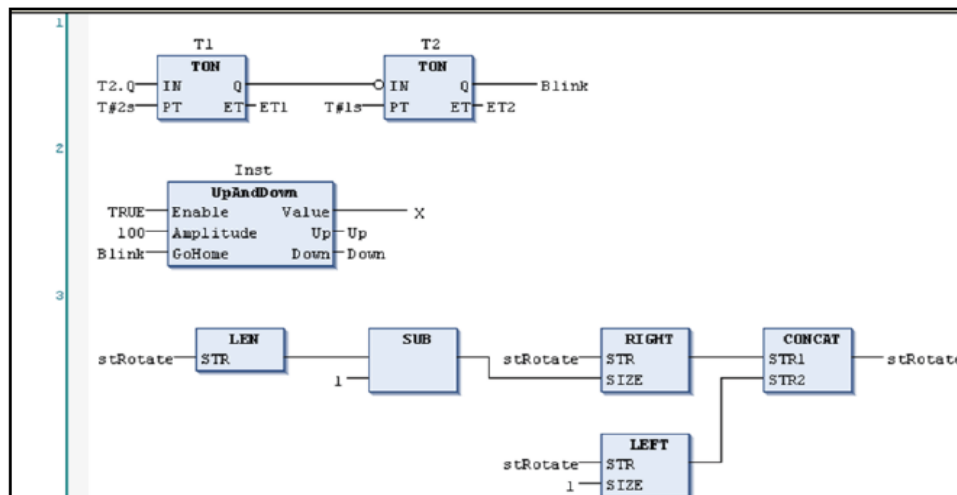 1
T1 T2
TON TON
T2.Q IN Q IN Q Blink
T#2s PT ET ET1 T#1s PT ET ET2
2
Inst
UpAndDown
TRUE Enable Value X
100 Amplitude Up Up
Blink GoHome Down Down
3
LEN SUB RIGHT CONCAT
stRotate STR stRotate STR STR1 stRotate
1 SIZE STR2
LEFT
stRotate STR
1 SIZE